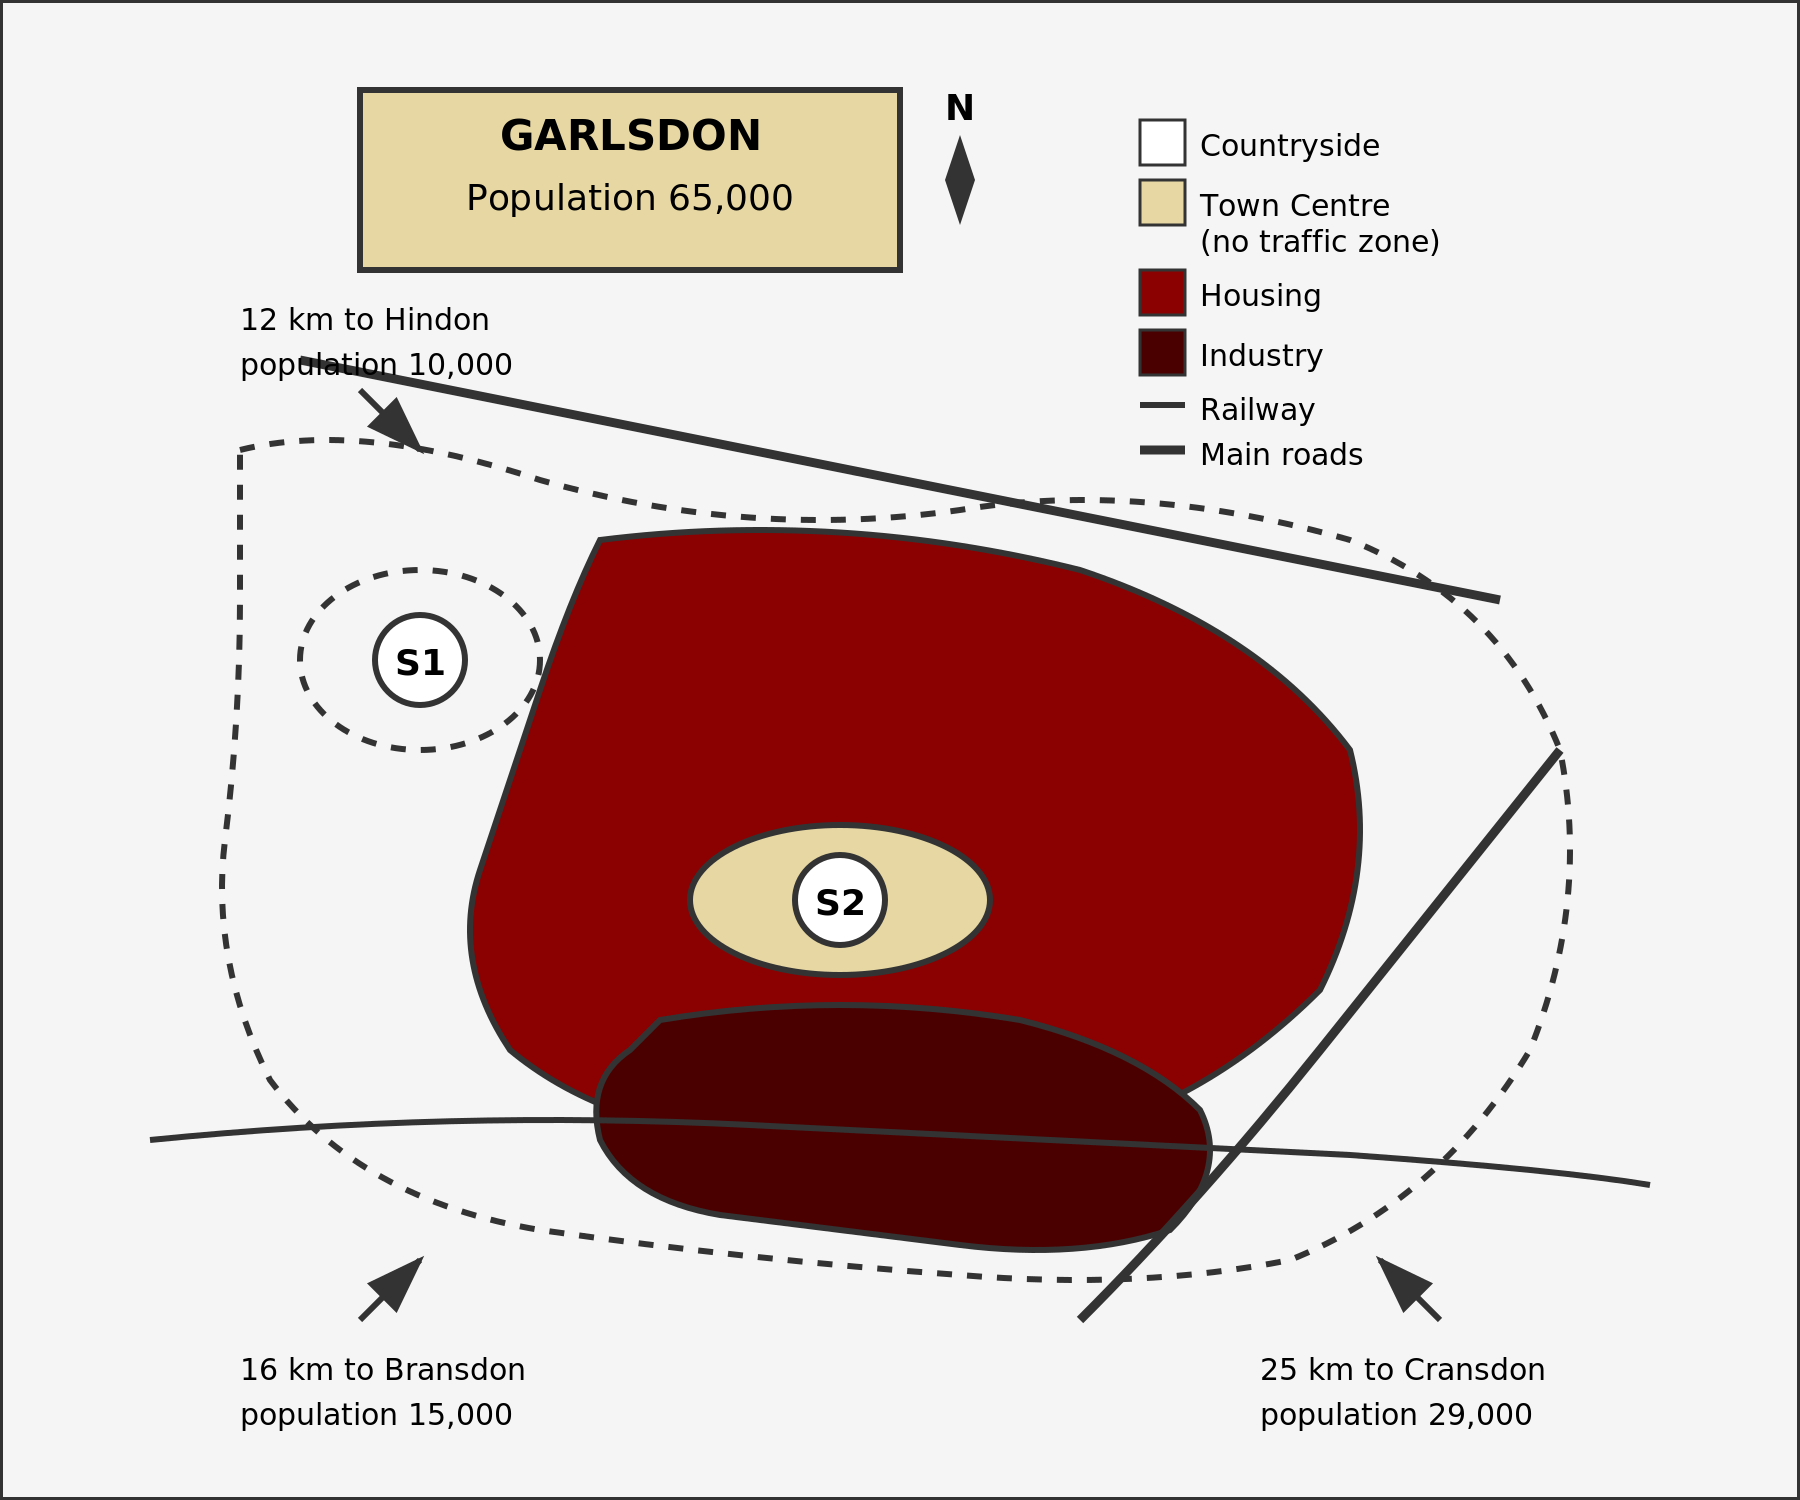 GARLSDON
Population 65,000
N
Countryside
Town Centre
(no traffic zone)
Housing
Industry
Railway
Main roads
12 km to Hindon
population 10,000
S1
S2
16 km to Bransdon
population 15,000
25 km to Cransdon
population 29,000